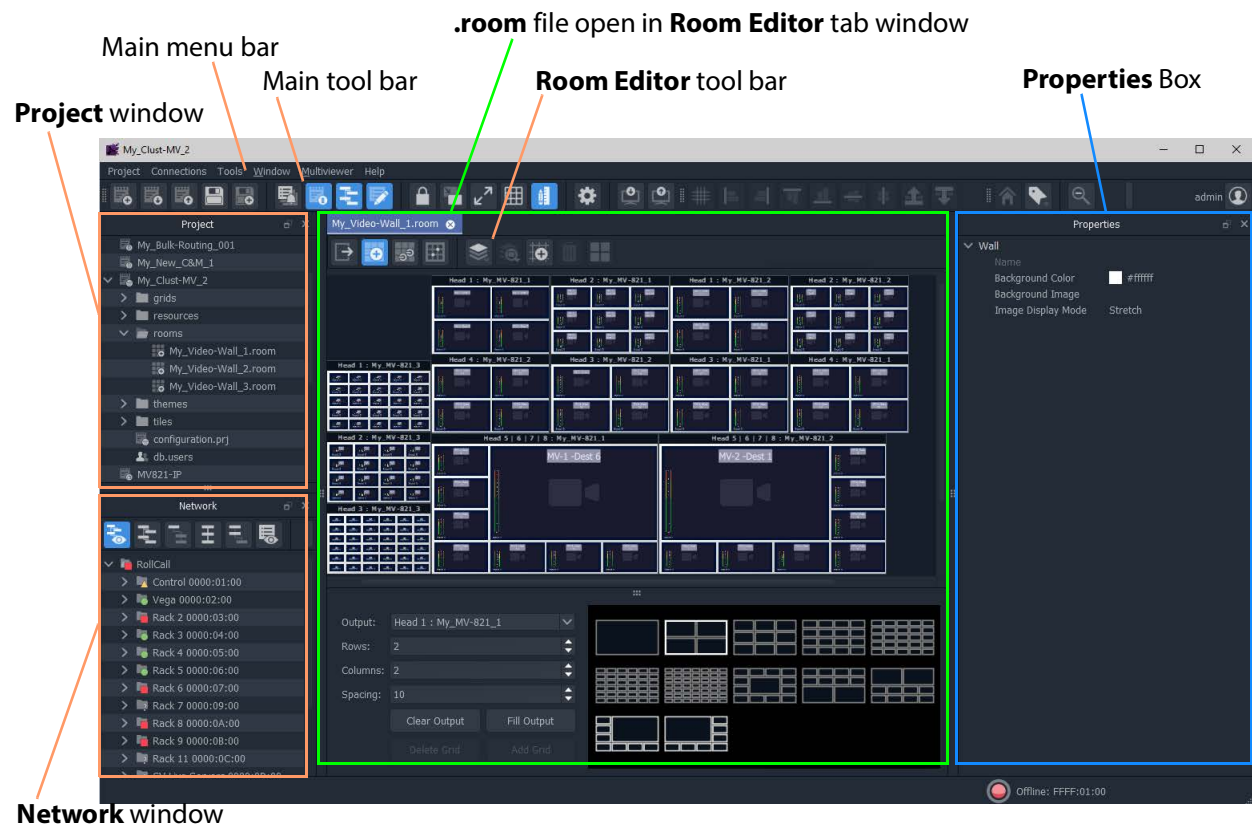 .room file open in Room Editor tab window
Main menu bar
Main tool bar
Room Editor tool bar
Properties Box
Project window
My_Clust-MV_2
Project Connections Tools Window Multiviewer Help
admin
Project
My_Bulk-Routing_001
My_New_C&M_1
My_Clust-MV_2
grids
resources
rooms
My_Video-Wall_1.room
My_Video-Wall_2.room
My_Video-Wall_3.room
themes
tiles
configuration.prj
db.users
MV821-IP
My_Video-Wall_1.room
Head 1 : My_MV-821_1
Head 2 : My_MV-821_1
Head 1 : My_MV-821_2
Head 2 : My_MV-821_2
Head 4 : My_MV-821_2
Head 3 : My_MV-821_2
Head 3 : My_MV-821_1
Head 4 : My_MV-821_1
Head 1 : My_MV-821_3
Head 2 : My_MV-821_3
Head 3 : My_MV-821_3
Head 5 | 6 | 7 | 8 : My_MV-821_1
Head 5 | 6 | 7 | 8 : My_MV-821_2
MV-1 -Dest 6
MV-2 -Dest 1
Output: Head 1 : My_MV-821_1
Rows: 2
Columns: 2
Spacing: 10
Clear Output
Fill Output
Delete Grid
Add Grid
Properties
Wall
Name
Background Color #ffffff
Background Image
Image Display Mode Stretch
Network
RollCall
Control 0000:01:00
Vega 0000:02:00
Rack 2 0000:03:00
Rack 3 0000:04:00
Rack 4 0000:05:00
Rack 5 0000:06:00
Rack 6 0000:07:00
Rack 7 0000:09:00
Rack 8 0000:0A:00
Rack 9 0000:0B:00
Rack 11 0000:0C:00
Offline: FFFF:01:00
Network window